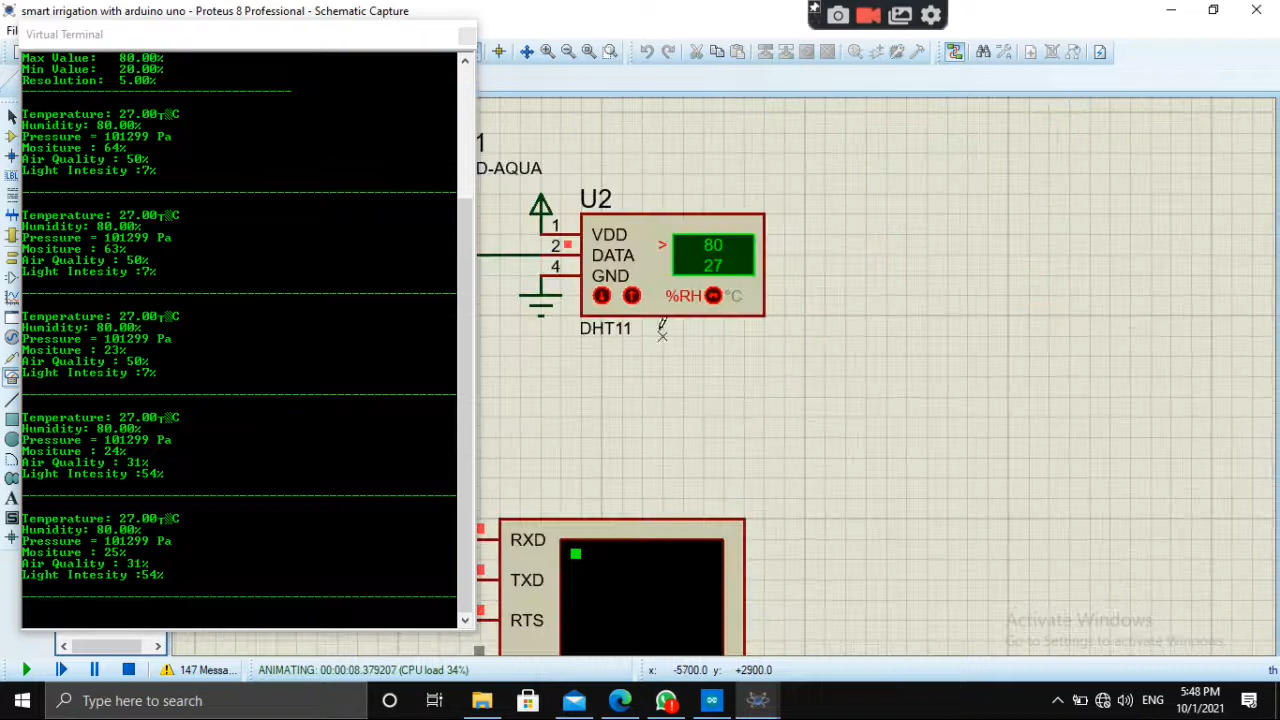 smart irrigation with arduino uno - Proteus 8 Professional - Schematic Capture
Virtual Terminal
Max Value: 80.00%
Min Value: 20.00%
Resolution: 5.00%
------------------------------------
Temperature: 27.00┬▒C
Humidity: 80.00%
Pressure = 101299 Pa
Mositure : 64%
Air Quality : 50%
Light Intesity :7%
Temperature: 27.00┬▒C
Humidity: 80.00%
Pressure = 101299 Pa
Mositure : 63%
Air Quality : 50%
Light Intesity :7%
Temperature: 27.00┬▒C
Humidity: 80.00%
Pressure = 101299 Pa
Mositure : 23%
Air Quality : 50%
Light Intesity :7%
Temperature: 27.00┬▒C
Humidity: 80.00%
Pressure = 101299 Pa
Mositure : 24%
Air Quality : 31%
Light Intesity :54%
Temperature: 27.00┬▒C
Humidity: 80.00%
Pressure = 101299 Pa
Mositure : 25%
Air Quality : 31%
Light Intesity :54%
1
D-AQUA
U2
1 VDD > 80
2 DATA 27
4 GND
%RH °C
DHT11
RXD
TXD
RTS
LBL
A
Activate Windows
Go to Settings to activate Windows.
147 Messa...
ANIMATING: 00:00:08.379207 (CPU load 34%)
x: -5700.0 y: +2900.0 th
Type here to search
ENG
5:48 PM
10/1/2021